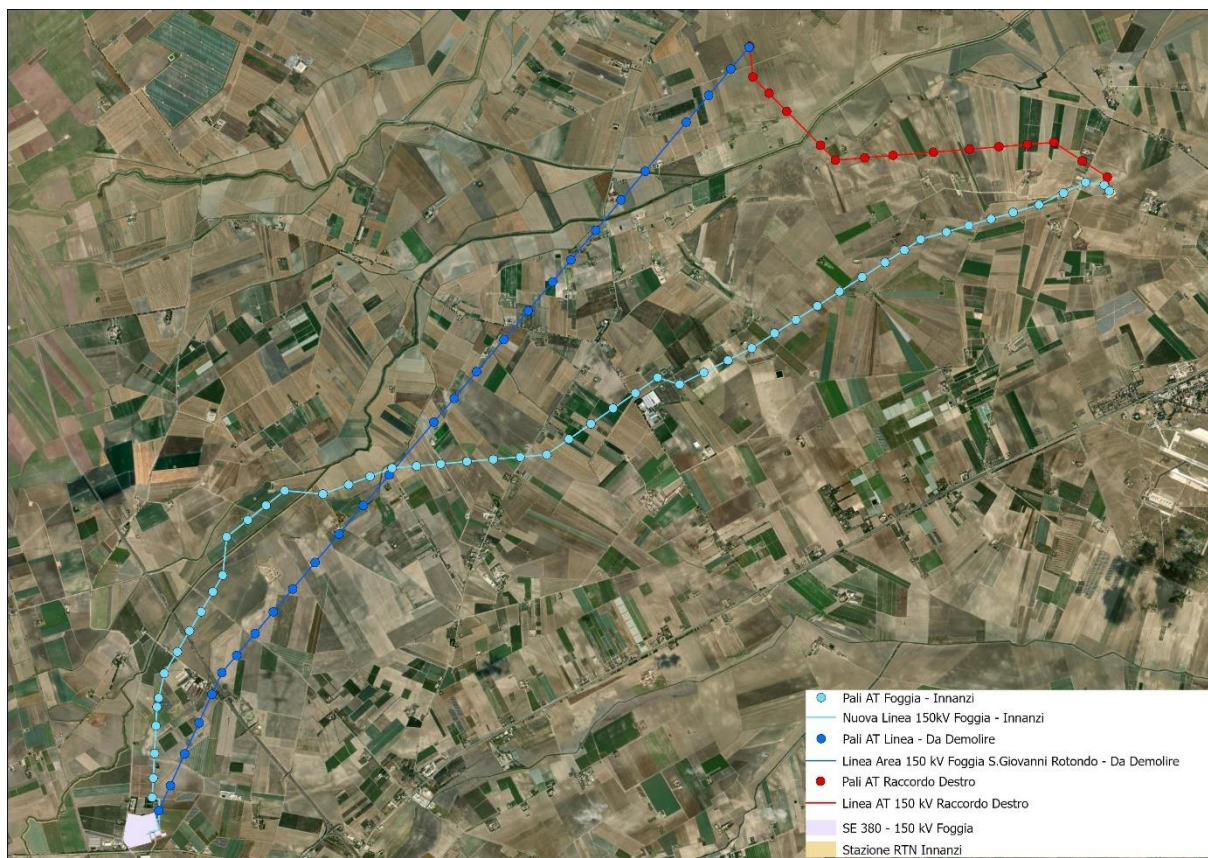 Pali AT Foggia - Innanzi
Nuova Linea 150kV Foggia - Innanzi
Pali AT Linea - Da Demolire
Linea Area 150 kV Foggia S.Giovanni Rotondo - Da Demolire
Pali AT Raccordo Destro
Linea AT 150 kV Raccordo Destro
SE 380 - 150 kV Foggia
Stazione RTN Innanzi